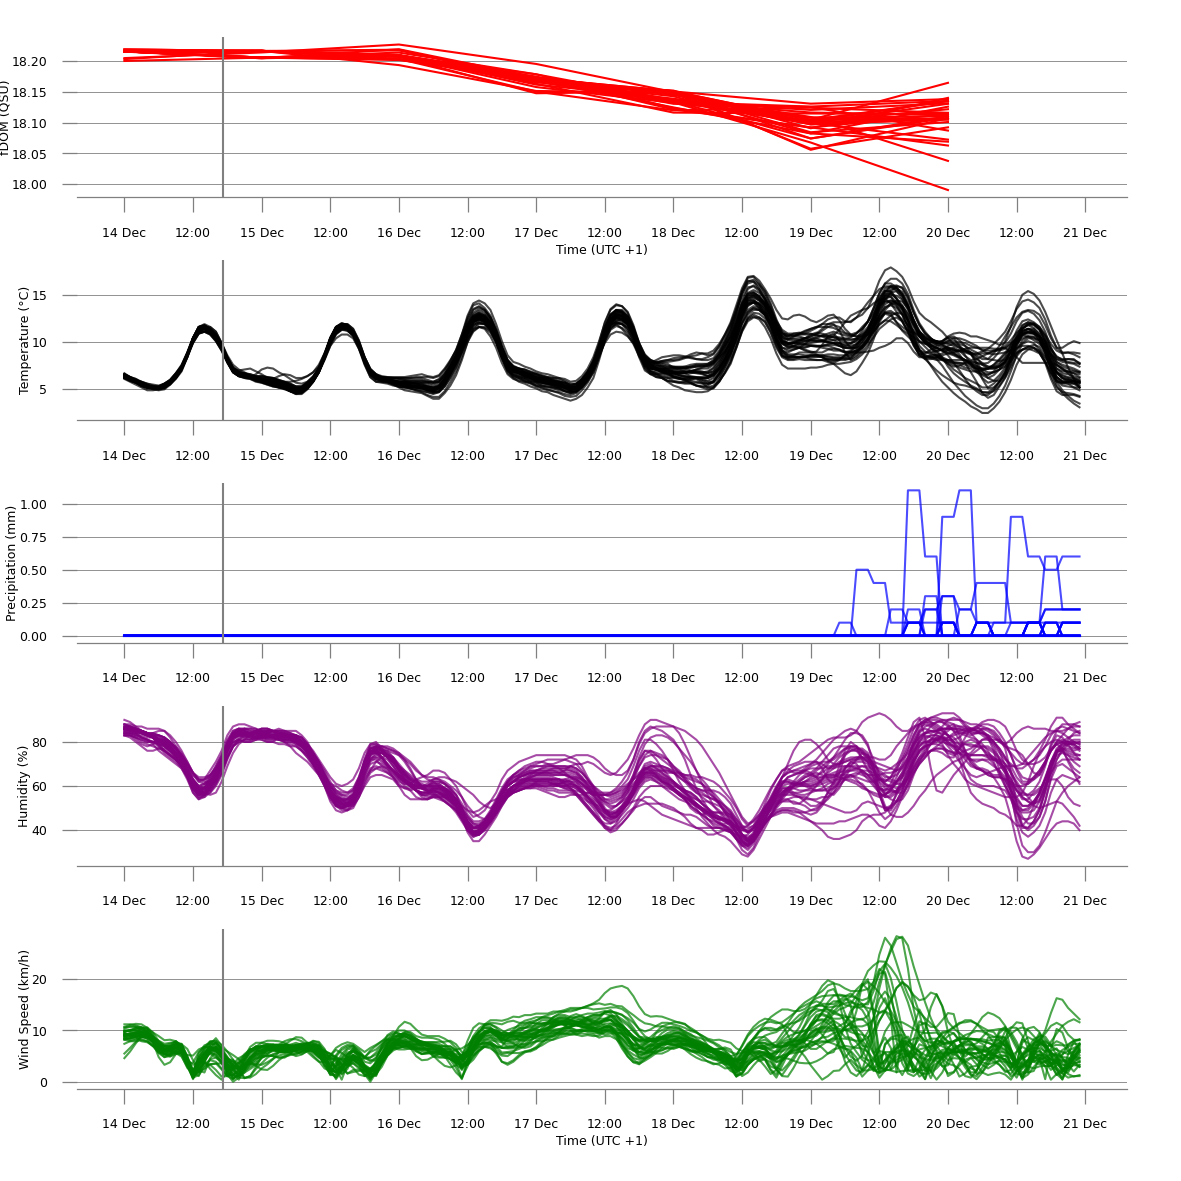 fDOM (QSU)
18.20
18.15
18.10
18.05
18.00
14 Dec 12:00 15 Dec 12:00 16 Dec 12:00 17 Dec 12:00 18 Dec 12:00 19 Dec 12:00 20 Dec 12:00 21 Dec
Time (UTC +1)
Temperature (°C)
15
10
5
14 Dec 12:00 15 Dec 12:00 16 Dec 12:00 17 Dec 12:00 18 Dec 12:00 19 Dec 12:00 20 Dec 12:00 21 Dec
Precipitation (mm)
1.00
0.75
0.50
0.25
0.00
14 Dec 12:00 15 Dec 12:00 16 Dec 12:00 17 Dec 12:00 18 Dec 12:00 19 Dec 12:00 20 Dec 12:00 21 Dec
Humidity (%)
80
60
40
14 Dec 12:00 15 Dec 12:00 16 Dec 12:00 17 Dec 12:00 18 Dec 12:00 19 Dec 12:00 20 Dec 12:00 21 Dec
Wind Speed (km/h)
20
10
0
14 Dec 12:00 15 Dec 12:00 16 Dec 12:00 17 Dec 12:00 18 Dec 12:00 19 Dec 12:00 20 Dec 12:00 21 Dec
Time (UTC +1)